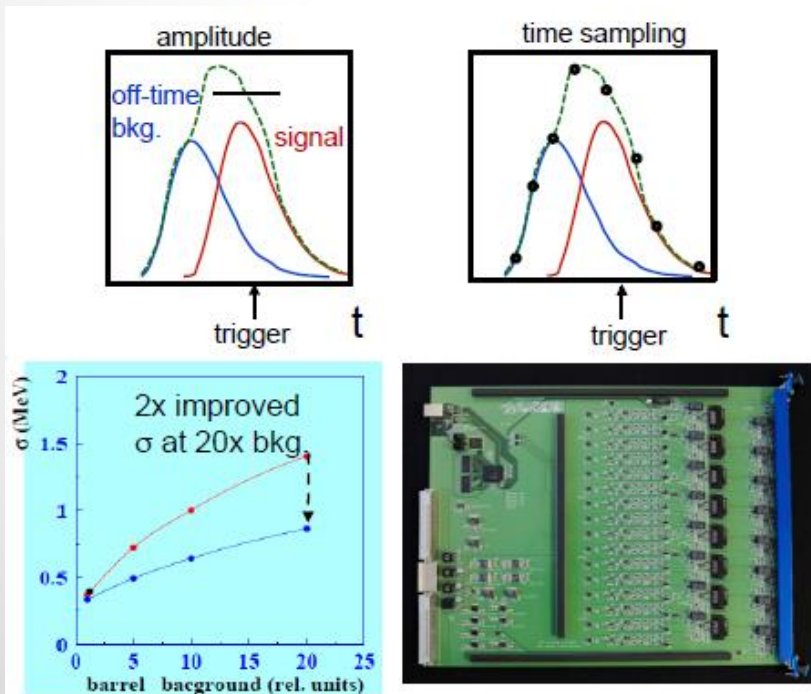 amplitude
off-time
bkg.
signal
trigger
t
time sampling
trigger
t
σ (MeV)
2
1.5
1
0.5
0
2x improved
σ at 20x bkg.
0 5 10 15 20 25
barrel bacground (rel. units)